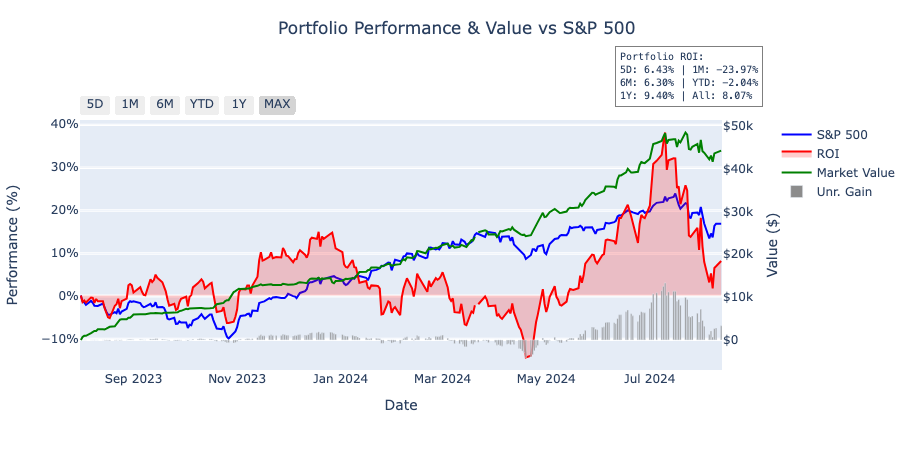 Portfolio Performance & Value vs S&P 500
Portfolio ROI:
5D: 6.43% | 1M: −23.97%
6M: 6.30% | YTD: −2.04%
1Y: 9.40% | All: 8.07%
5D 1M 6M YTD 1Y MAX
40%
30%
20%
10%
0%
−10%
Performance (%)
$50k
$40k
$30k
$20k
$10k
$0
Value ($)
S&P 500
ROI
Market Value
Unr. Gain
Sep 2023 Nov 2023 Jan 2024 Mar 2024 May 2024 Jul 2024
Date